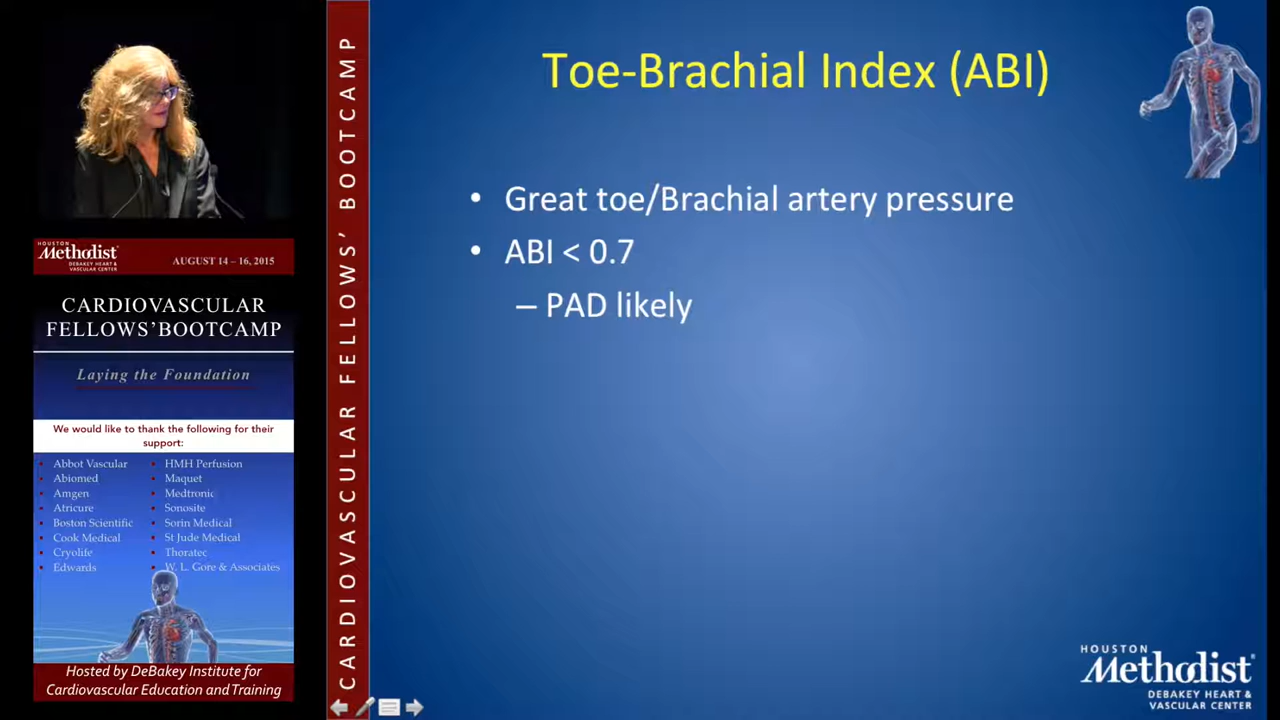 Toe-Brachial Index (ABI)
• Great toe/Brachial artery pressure
• ABI < 0.7
– PAD likely
CARDIOVASCULAR FELLOWS' BOOTCAMP
HOUSTON
Methodist
DEBAKEY HEART &
VASCULAR CENTER
AUGUST 14 – 16, 2015
CARDIOVASCULAR
FELLOWS'BOOTCAMP
Laying the Foundation
We would like to thank the following for their
support:
Abbot Vascular
Abiomed
Amgen
Atricure
Boston Scientific
Cook Medical
Cryolife
Edwards
HMH Perfusion
Maquet
Medtronic
Sonosite
Sorin Medical
St Jude Medical
Thoratec
W. L. Gore & Associates
Hosted by DeBakey Institute for
Cardiovascular Education and Training
HOUSTON
Methodist
DEBAKEY HEART &
VASCULAR CENTER